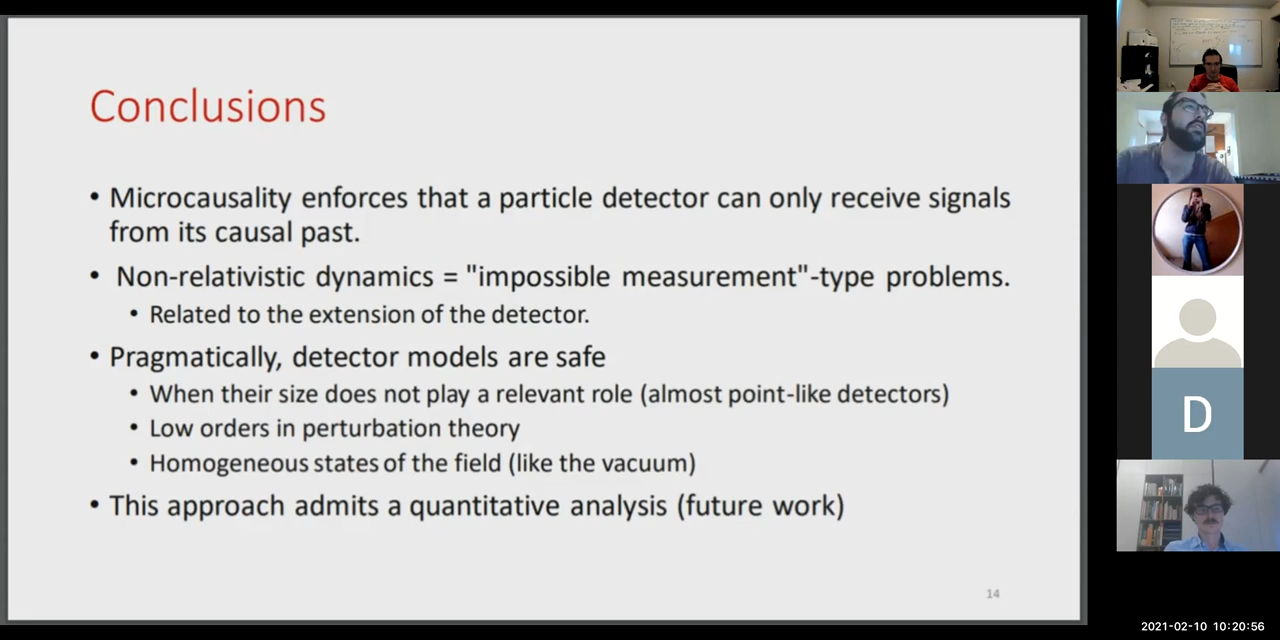 Conclusions
• Microcausality enforces that a particle detector can only receive signals
from its causal past.
• Non-relativistic dynamics = "impossible measurement"-type problems.
• Related to the extension of the detector.
• Pragmatically, detector models are safe
• When their size does not play a relevant role (almost point-like detectors)
• Low orders in perturbation theory
• Homogeneous states of the field (like the vacuum)
• This approach admits a quantitative analysis (future work)
14
D
2021-02-10 10:20:56